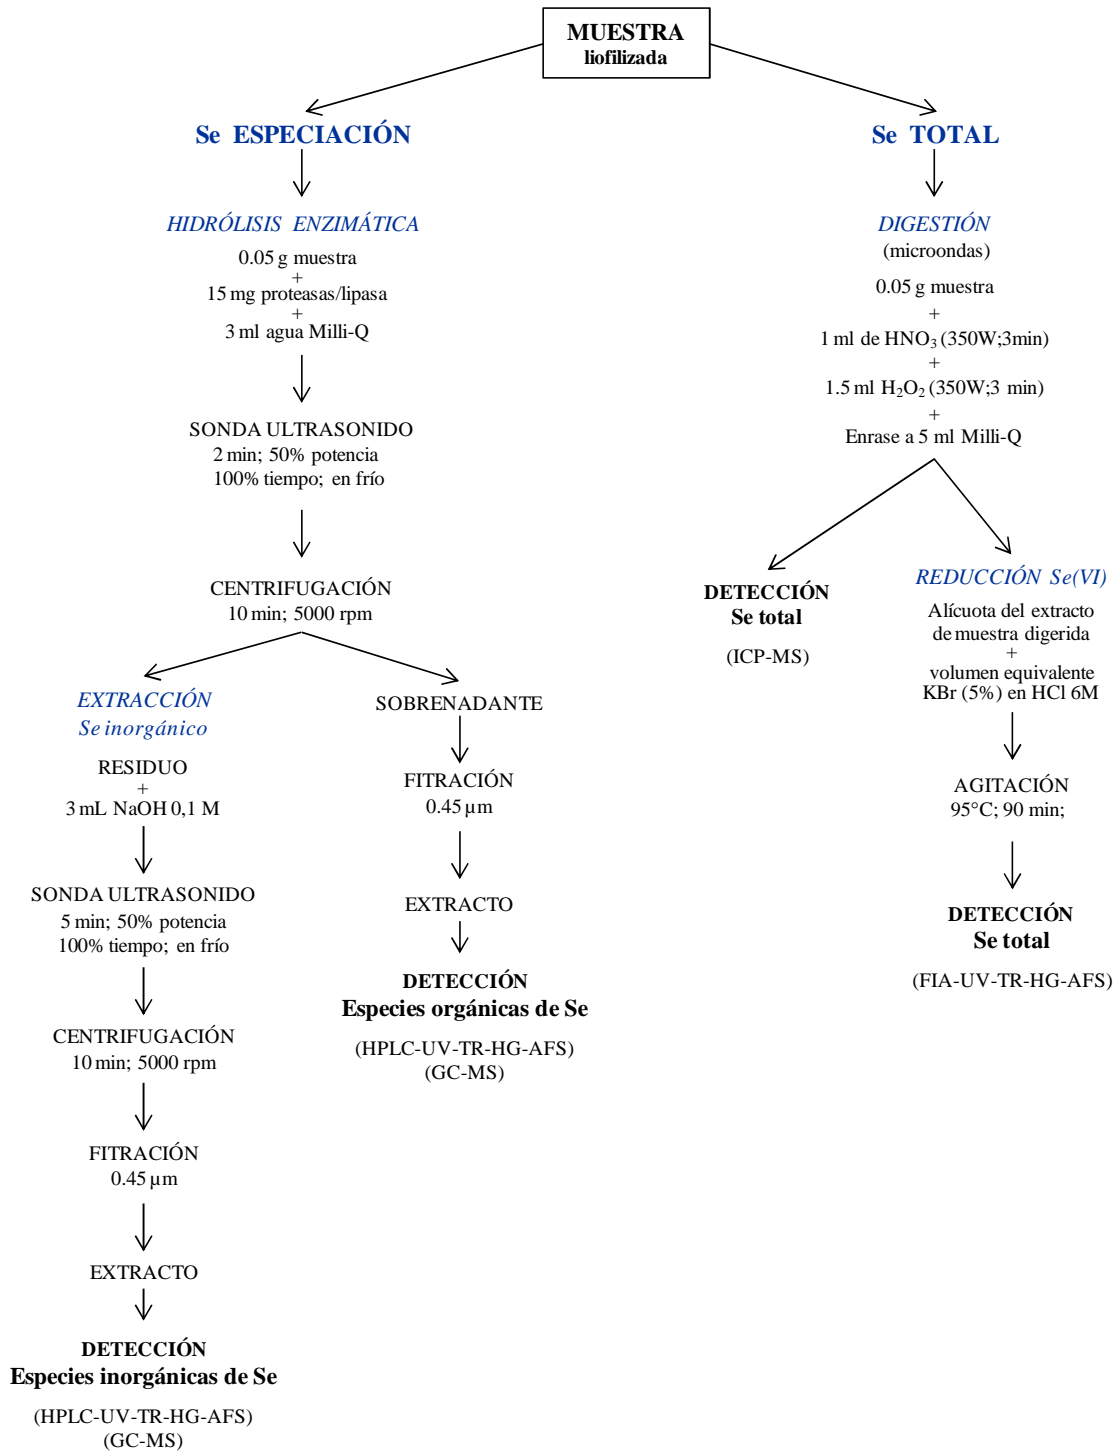 MUESTRA
liofilizada
Se ESPECIACIÓN
HIDRÓLISIS ENZIMÁTICA
0.05 g muestra
+
15 mg proteasas/lipasa
+
3 ml agua Milli-Q
SONDA ULTRASONIDO
2 min; 50% potencia
100% tiempo; en frío
CENTRIFUGACIÓN
10 min; 5000 rpm
EXTRACCIÓN
Se inorgánico
RESIDUO
+
3 mL NaOH 0,1 M
SONDA ULTRASONIDO
5 min; 50% potencia
100% tiempo; en frío
CENTRIFUGACIÓN
10 min; 5000 rpm
FITRACIÓN
0.45 µm
EXTRACTO
DETECCIÓN
Especies inorgánicas de Se
(HPLC-UV-TR-HG-AFS)
(GC-MS)
SOBRENADANTE
FITRACIÓN
0.45 µm
EXTRACTO
DETECCIÓN
Especies orgánicas de Se
(HPLC-UV-TR-HG-AFS)
(GC-MS)
Se TOTAL
DIGESTIÓN
(microondas)
0.05 g muestra
+
1 ml de HNO₃ (350W;3min)
+
1.5 ml H₂O₂ (350W;3 min)
+
Enrase a 5 ml Milli-Q
DETECCIÓN
Se total
(ICP-MS)
REDUCCIÓN Se(VI)
Alícuota del extracto
de muestra digerida
+
volumen equivalente
KBr (5%) en HCl 6M
AGITACIÓN
95°C; 90 min;
DETECCIÓN
Se total
(FIA-UV-TR-HG-AFS)